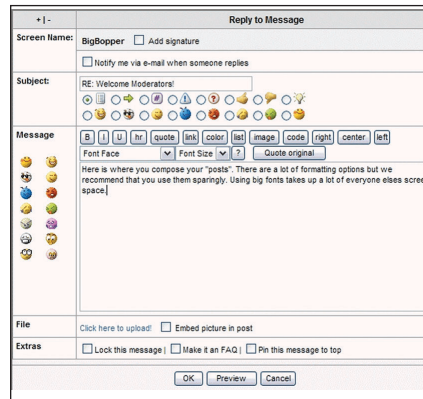 + | - Reply to Message
Screen Name: BigBopper Add signature
Notify me via e-mail when someone replies
Subject: RE: Welcome Moderators!
Message B I U hr quote link color list image code right center left
Font Face Font Size ? Quote original
Here is where you compose your "posts". There are a lot of formatting options but we
recommend that you use them sparingly. Using big fonts takes up a lot of everyone elses scree
space.
File Click here to upload! Embed picture in post
Extras Lock this message | Make it an FAQ | Pin this message to top
OK Preview Cancel